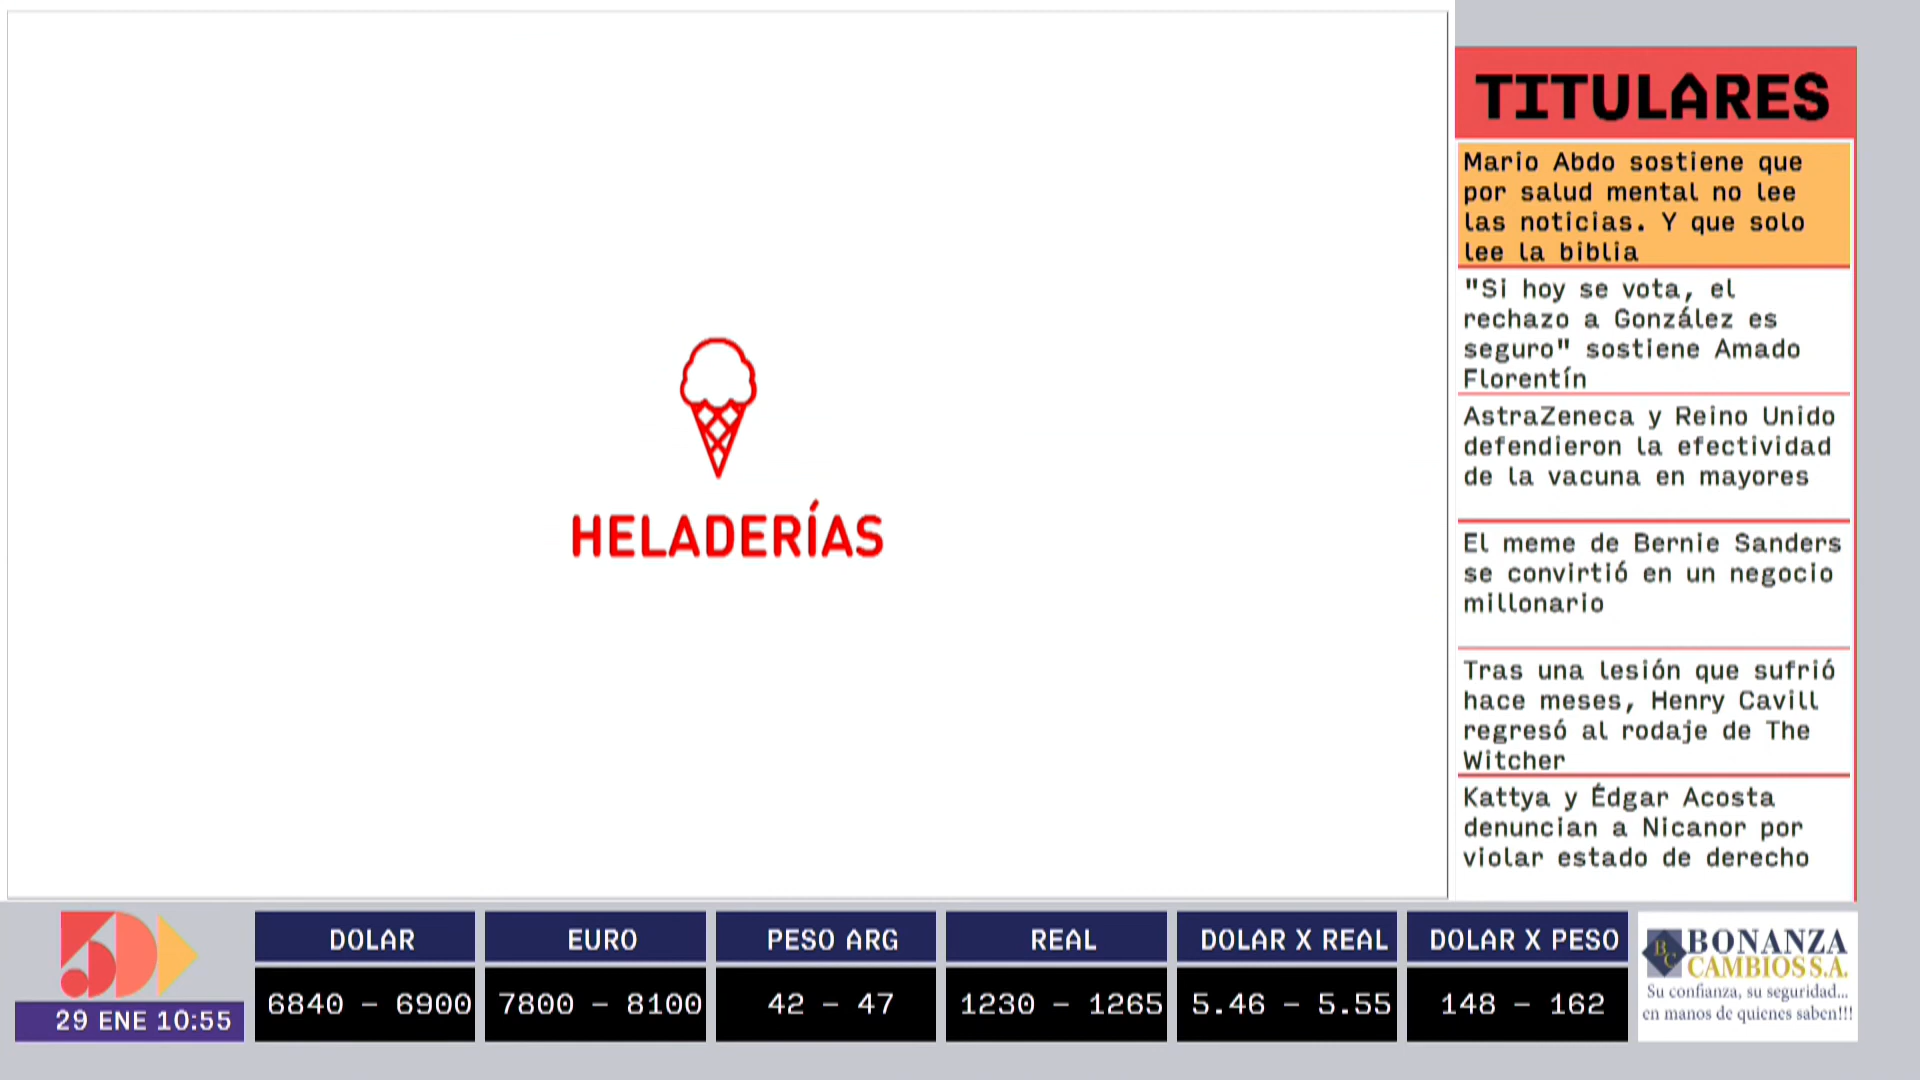 HELADERÍAS
TITULARES
Mario Abdo sostiene que
por salud mental no lee
las noticias. Y que solo
lee la biblia
"Si hoy se vota, el
rechazo a González es
seguro" sostiene Amado
Florentín
AstraZeneca y Reino Unido
defendieron la efectividad
de la vacuna en mayores
El meme de Bernie Sanders
se convirtió en un negocio
millonario
Tras una lesión que sufrió
hace meses, Henry Cavill
regresó al rodaje de The
Witcher
Kattya y Édgar Acosta
denuncian a Nicanor por
violar estado de derecho
5D
29 ENE 10:55
DOLAR
6840 - 6900
EURO
7800 - 8100
PESO ARG
42 - 47
REAL
1230 - 1265
DOLAR X REAL
5.46 - 5.55
DOLAR X PESO
148 - 162
BC
BONANZA
CAMBIOS S.A.
Su confianza, su seguridad...
en manos de quienes saben!!!